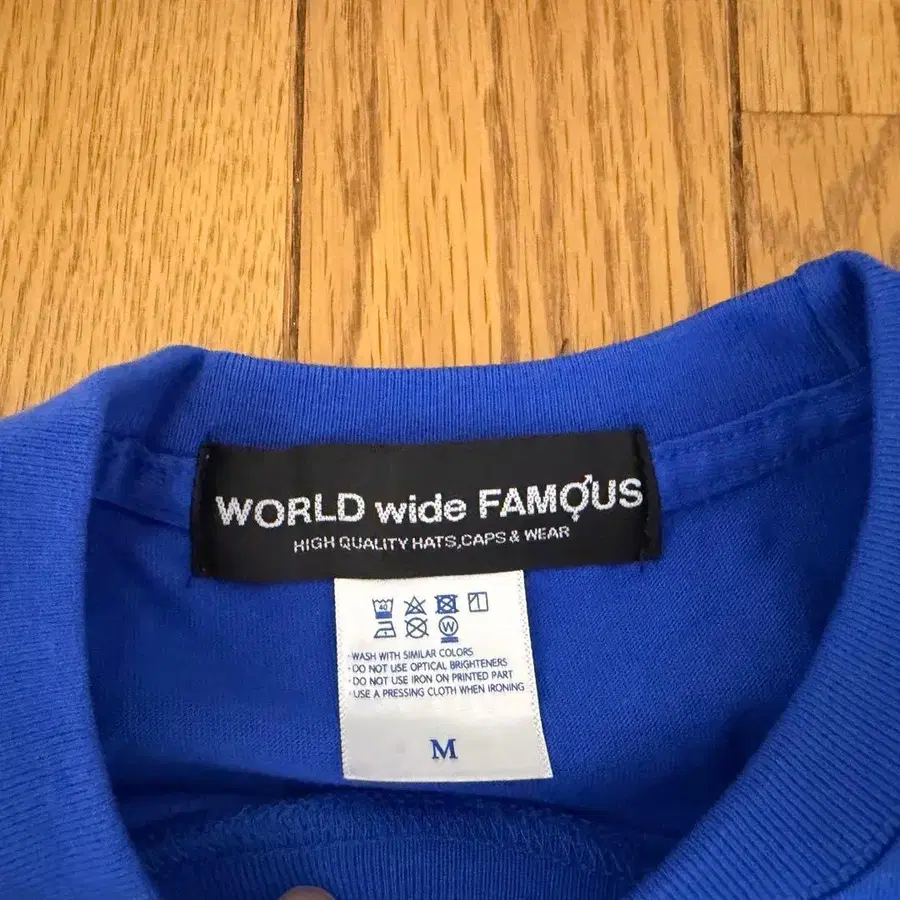 WORLD wide FAMOUS
HIGH QUALITY HATS,CAPS & WEAR
40
W
·WASH WITH SIMILAR COLORS
·DO NOT USE OPTICAL BRIGHTENERS
·DO NOT USE IRON ON PRINTED PART
·USE A PRESSING CLOTH WHEN IRONING
M